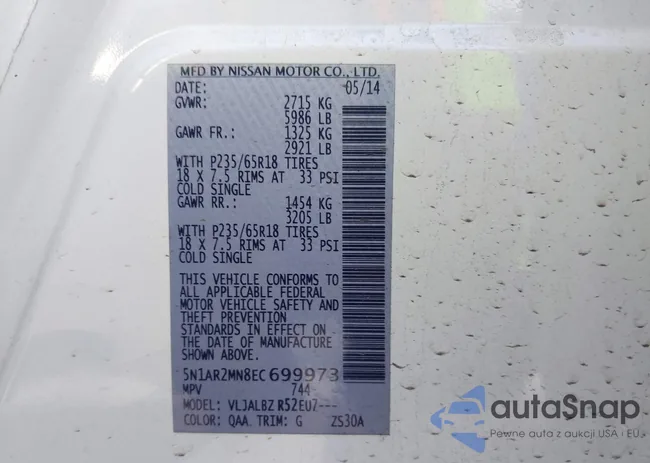 MFD BY NISSAN MOTOR CO., LTD.
DATE: 05/14
GVWR: 2715 KG
5986 LB
GAWR FR.: 1325 KG
2921 LB
WITH P235/65R18 TIRES
18 X 7.5 RIMS AT 33 PSI
COLD SINGLE
GAWR RR.: 1454 KG
3205 LB
WITH P235/65R18 TIRES
18 X 7.5 RIMS AT 33 PSI
COLD SINGLE
THIS VEHICLE CONFORMS TO
ALL APPLICABLE FEDERAL
MOTOR VEHICLE SAFETY AND
THEFT PREVENTION
STANDARDS IN EFFECT ON
THE DATE OF MANUFACTURE
SHOWN ABOVE.
5N1AR2MN8EC699973
MPV 744
MODEL: VLJALBZ R52EUZ---
COLOR: QAA TRIM: G ZS30A
autoSnap
Pewne auta z aukcji USA i EU